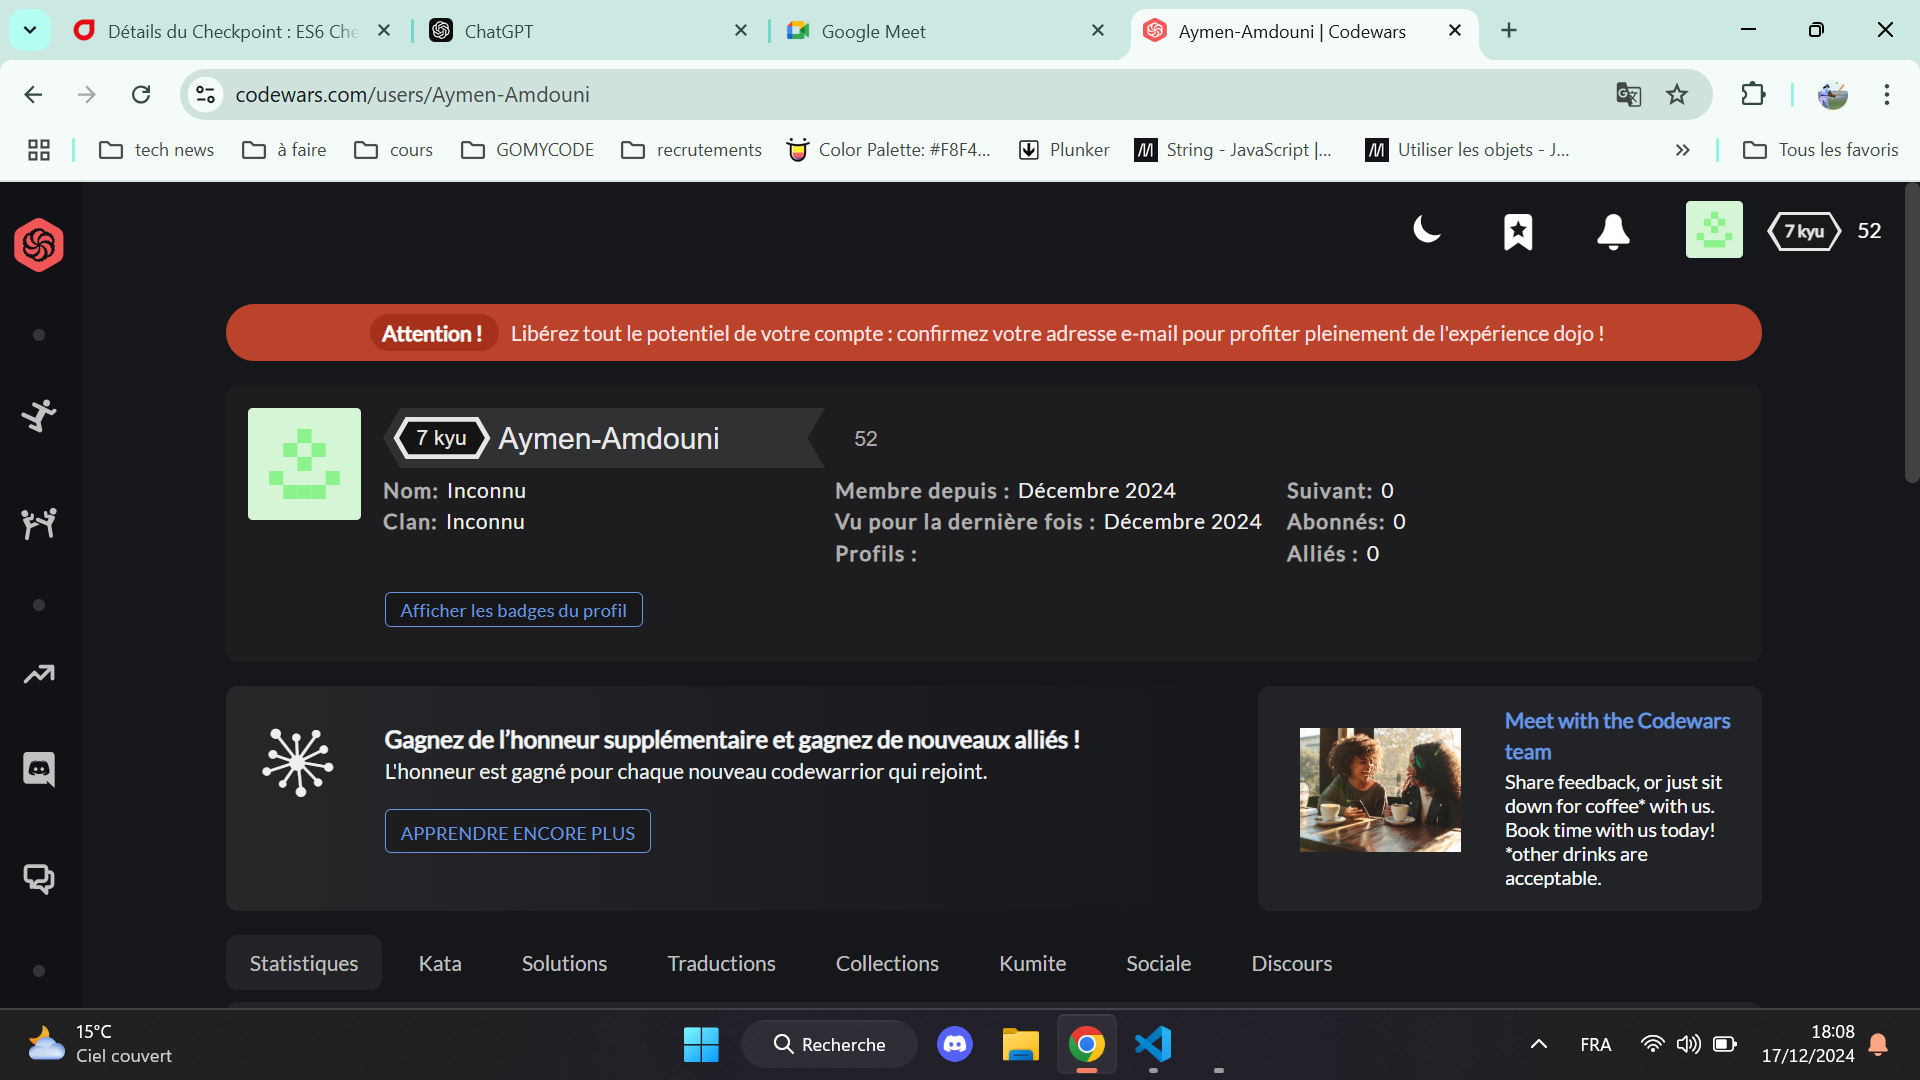 Détails du Checkpoint : ES6 Che
ChatGPT
Google Meet
Aymen-Amdouni | Codewars
codewars.com/users/Aymen-Amdouni
tech news
à faire
cours
GOMYCODE
recrutements
Color Palette: #F8F4...
Plunker
String - JavaScript |...
Utiliser les objets - J...
Tous les favoris
7 kyu
52
Attention !
Libérez tout le potentiel de votre compte : confirmez votre adresse e-mail pour profiter pleinement de l'expérience dojo !
7 kyu
Aymen-Amdouni
52
Nom: Inconnu
Clan: Inconnu
Membre depuis : Décembre 2024
Vu pour la dernière fois : Décembre 2024
Profils :
Suivant: 0
Abonnés: 0
Alliés : 0
Afficher les badges du profil
Gagnez de l’honneur supplémentaire et gagnez de nouveaux alliés !
L'honneur est gagné pour chaque nouveau codewarrior qui rejoint.
APPRENDRE ENCORE PLUS
Meet with the Codewars
team
Share feedback, or just sit
down for coffee* with us.
Book time with us today!
*other drinks are
acceptable.
Statistiques
Kata
Solutions
Traductions
Collections
Kumite
Sociale
Discours
15°C
Ciel couvert
Recherche
FRA
18:08
17/12/2024